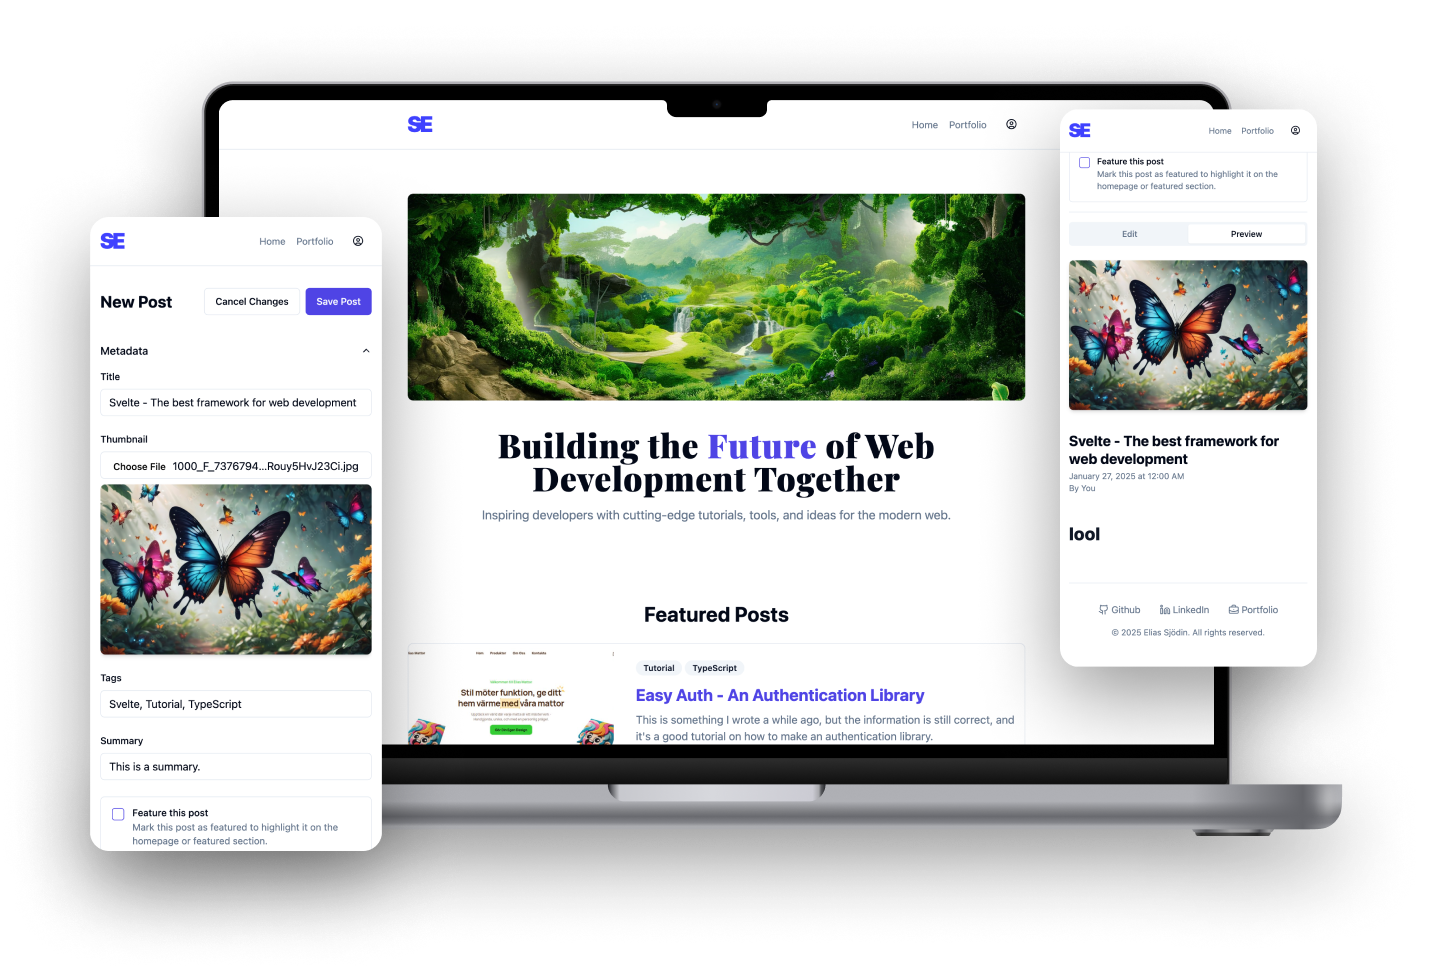 SE
Home Portfolio
New Post
Cancel Changes
Save Post
Metadata
Title
Svelte - The best framework for web development
Thumbnail
Choose File 1000_F_7376794...Rouy5HvJ23Ci.jpg
Tags
Svelte, Tutorial, TypeScript
Summary
This is a summary.
Feature this post
Mark this post as featured to highlight it on the
homepage or featured section.
SE
Home Portfolio
Building the Future of Web
Development Together
Inspiring developers with cutting-edge tutorials, tools, and ideas for the modern web.
Featured Posts
Hem Produkter Om Oss Kontakta
Stil möter funktion, ge ditt
hem värme med våra mattor
Tutorial TypeScript
Easy Auth - An Authentication Library
This is something I wrote a while ago, but the information is still correct, and
it's a good tutorial on how to make an authentication library.
SE
Home Portfolio
Feature this post
Mark this post as featured to highlight it on the
homepage or featured section.
Edit Preview
Svelte - The best framework for
web development
January 27, 2025 at 12:00 AM
By You
lool
Github LinkedIn Portfolio
© 2025 Elias Sjödin. All rights reserved.